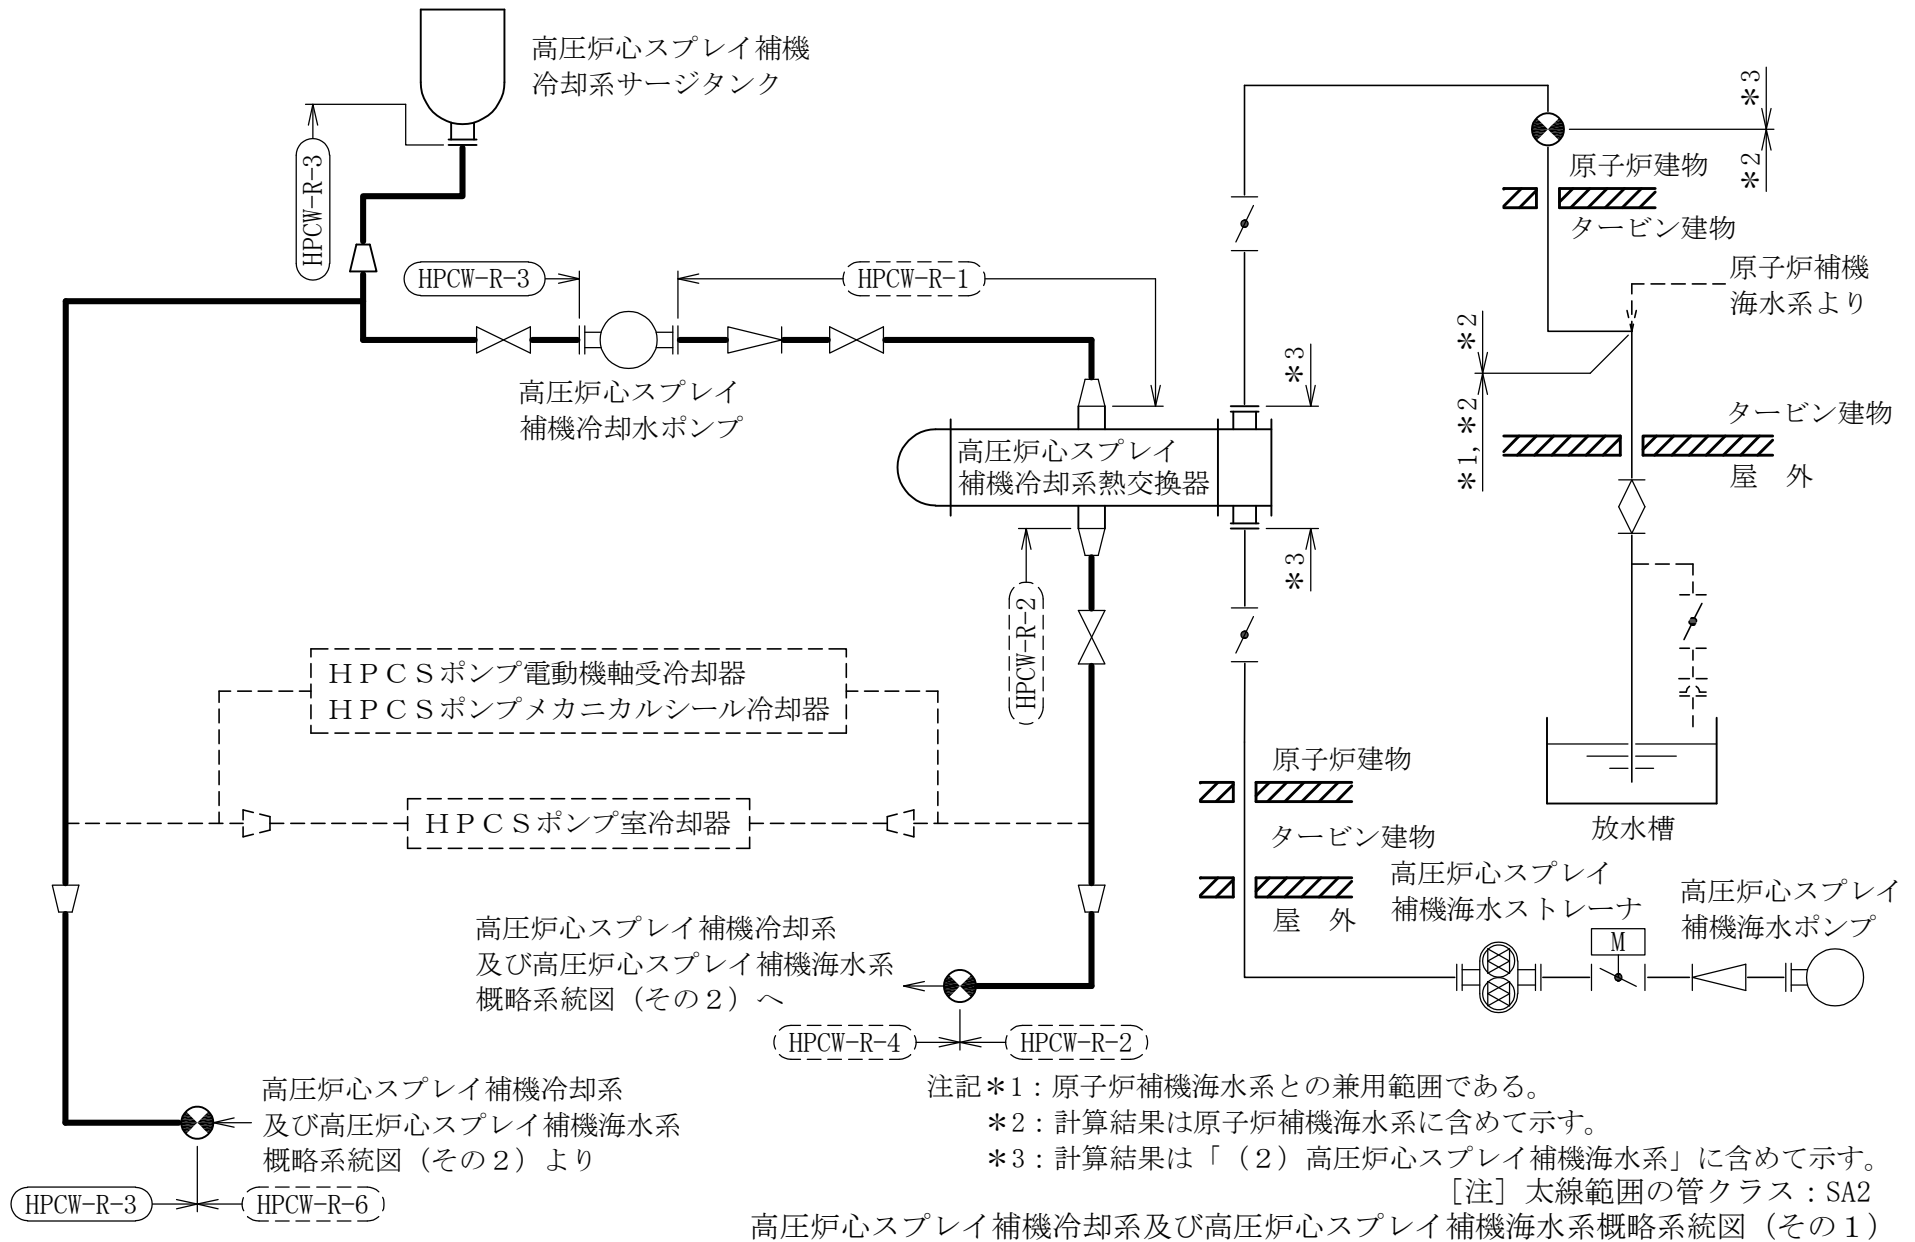 高圧炉心スプレイ補機
冷却系サージタンク
HPCW-R-3
HPCW-R-3
HPCW-R-1
高圧炉心スプレイ
補機冷却水ポンプ
高圧炉心スプレイ
補機冷却系熱交換器
HPCW-R-2
*3
*3
*3
*2
原子炉建物
タービン建物
原子炉補機
海水系より
*2
*1, *2
タービン建物
屋　外
放水槽
HPCSポンプ電動機軸受冷却器
HPCSポンプメカニカルシール冷却器
HPCSポンプ室冷却器
原子炉建物
タービン建物
屋　外
高圧炉心スプレイ
補機海水ストレーナ
M
高圧炉心スプレイ
補機海水ポンプ
高圧炉心スプレイ補機冷却系
及び高圧炉心スプレイ補機海水系
概略系統図（その２）へ
HPCW-R-4
HPCW-R-2
高圧炉心スプレイ補機冷却系
及び高圧炉心スプレイ補機海水系
概略系統図（その２）より
HPCW-R-3
HPCW-R-6
注記*1：原子炉補機海水系との兼用範囲である。
*2：計算結果は原子炉補機海水系に含めて示す。
*3：計算結果は「（2）高圧炉心スプレイ補機海水系」に含めて示す。
［注］太線範囲の管クラス：SA2
高圧炉心スプレイ補機冷却系及び高圧炉心スプレイ補機海水系概略系統図（その１）